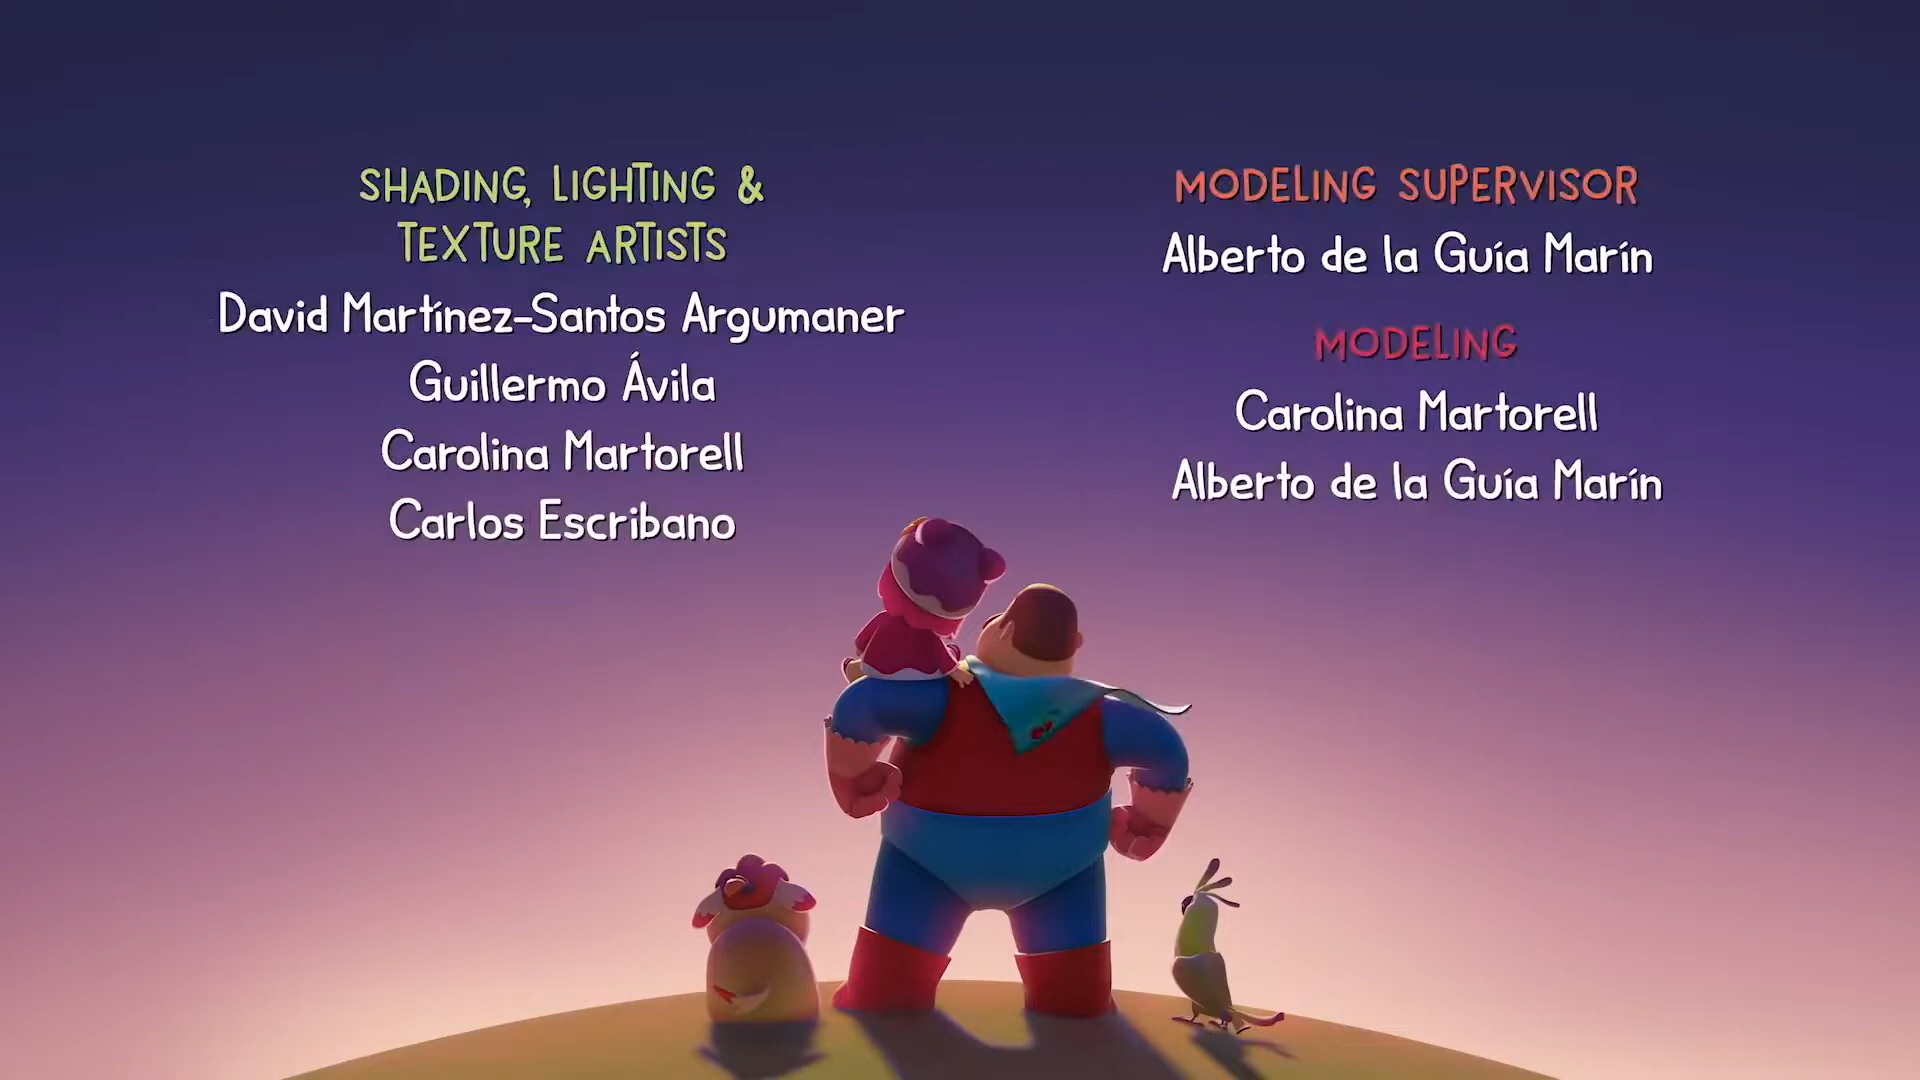 SHADING, LIGHTING &
TEXTURE ARTISTS
David Martínez-Santos Argumaner
Guillermo Ávila
Carolina Martorell
Carlos Escribano
MODELING SUPERVISOR
Alberto de la Guía Marín
MODELING
Carolina Martorell
Alberto de la Guía Marín